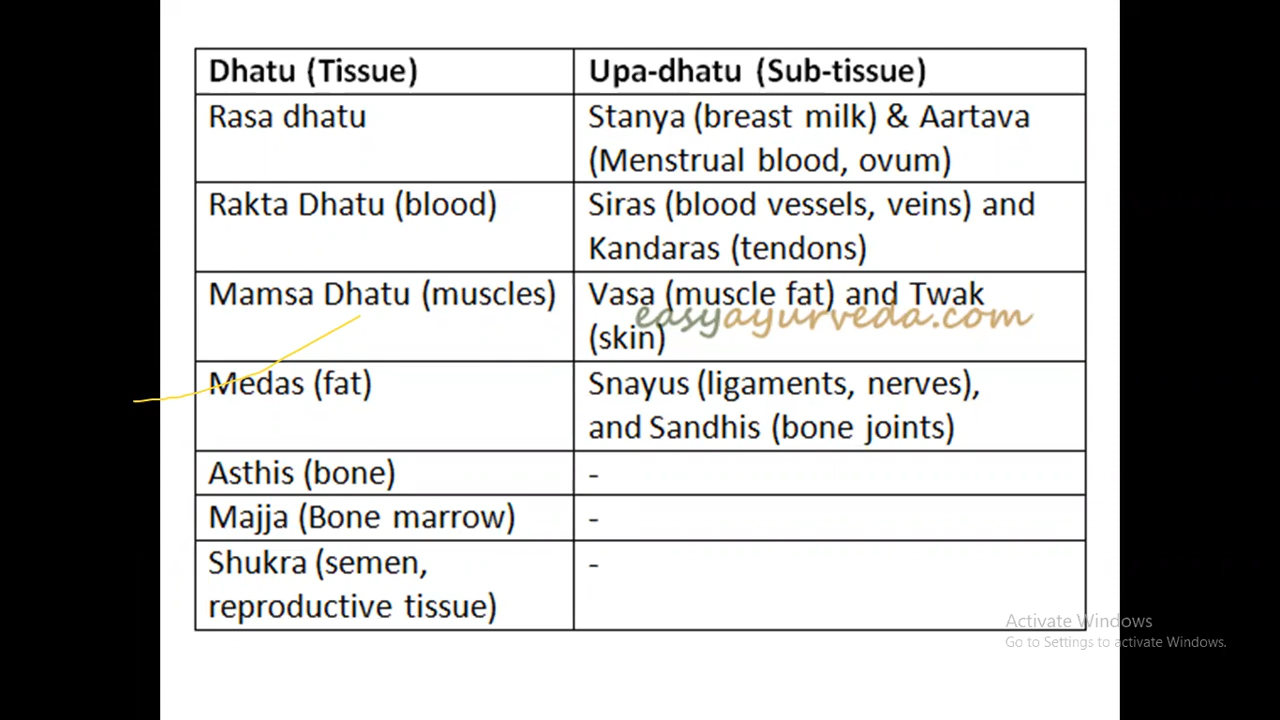 Dhatu (Tissue) Upa-dhatu (Sub-tissue)
Rasa dhatu Stanya (breast milk) & Aartava
(Menstrual blood, ovum)
Rakta Dhatu (blood) Siras (blood vessels, veins) and
Kandaras (tendons)
Mamsa Dhatu (muscles) Vasa (muscle fat) and Twak
easyayurveda.com
(skin)
Medas (fat) Snayus (ligaments, nerves),
and Sandhis (bone joints)
Asthis (bone) -
Majja (Bone marrow) -
Shukra (semen, -
reproductive tissue)
Activate Windows
Go to Settings to activate Windows.